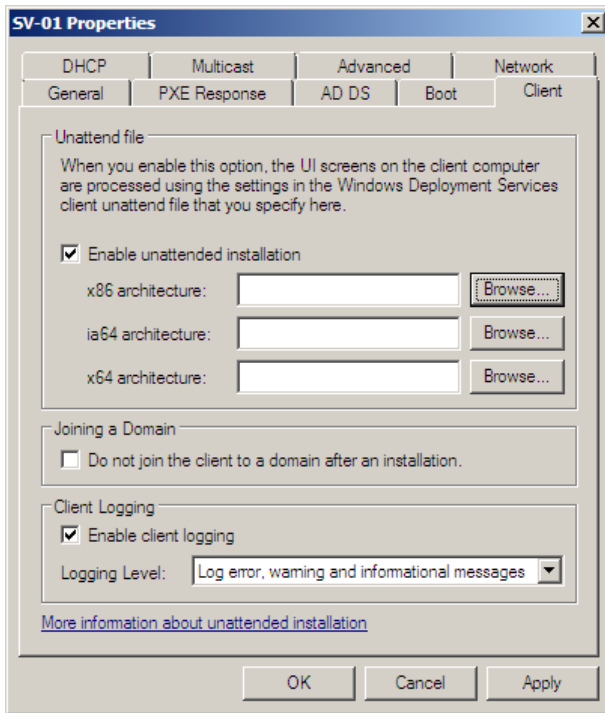 SV-01 Properties
DHCP Multicast Advanced Network
General PXE Response AD DS Boot Client
Unattend file
When you enable this option, the UI screens on the client computer
are processed using the settings in the Windows Deployment Services
client unattend file that you specify here.
Enable unattended installation
x86 architecture: Browse...
ia64 architecture: Browse...
x64 architecture: Browse...
Joining a Domain
Do not join the client to a domain after an installation.
Client Logging
Enable client logging
Logging Level: Log error, warning and informational messages
More information about unattended installation
OK Cancel Apply